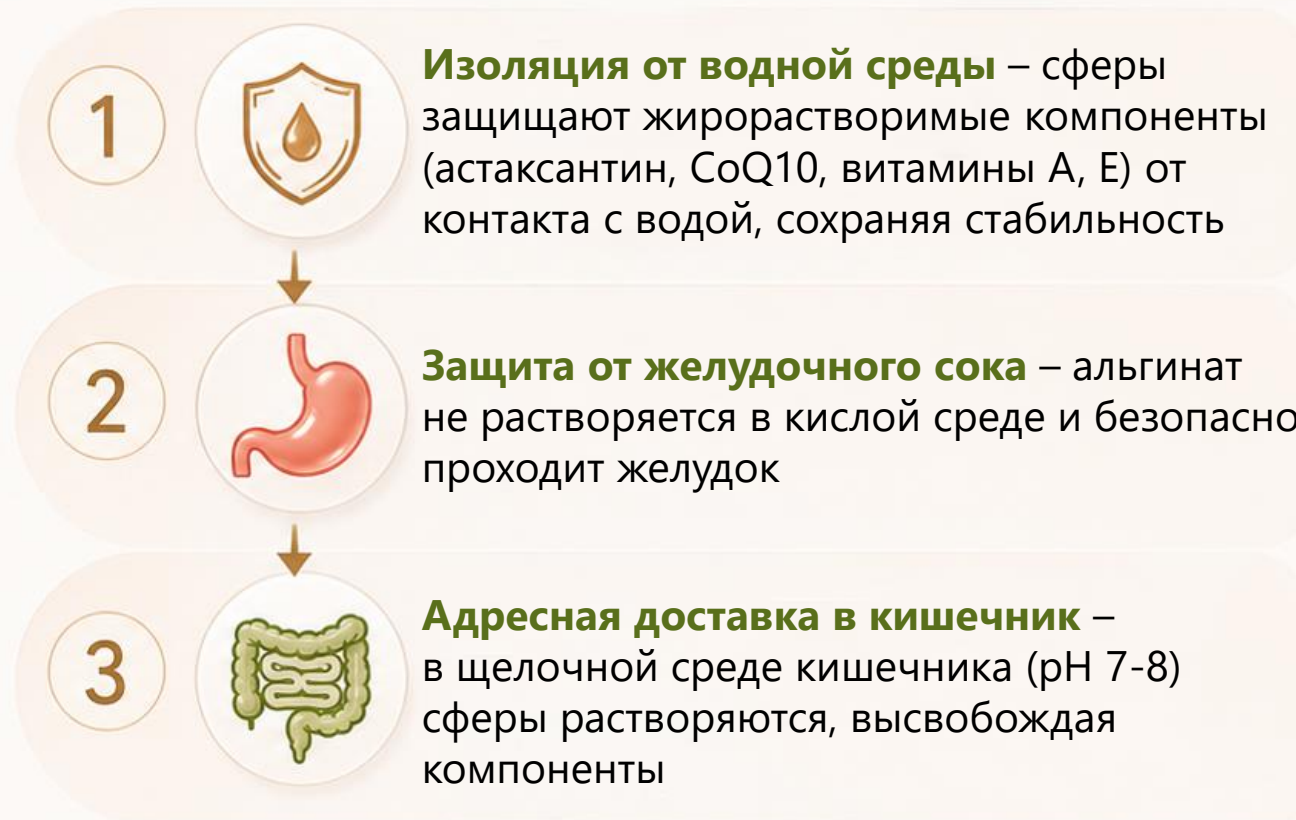 1
Изоляция от водной среды – сферы
защищают жирорастворимые компоненты
(астаксантин, CoQ10, витамины А, Е) от
контакта с водой, сохраняя стабильность
2
Защита от желудочного сока – альгинат
не растворяется в кислой среде и безопасно
проходит желудок
3
Адресная доставка в кишечник –
в щелочной среде кишечника (pH 7-8)
сферы растворяются, высвобождая
компоненты